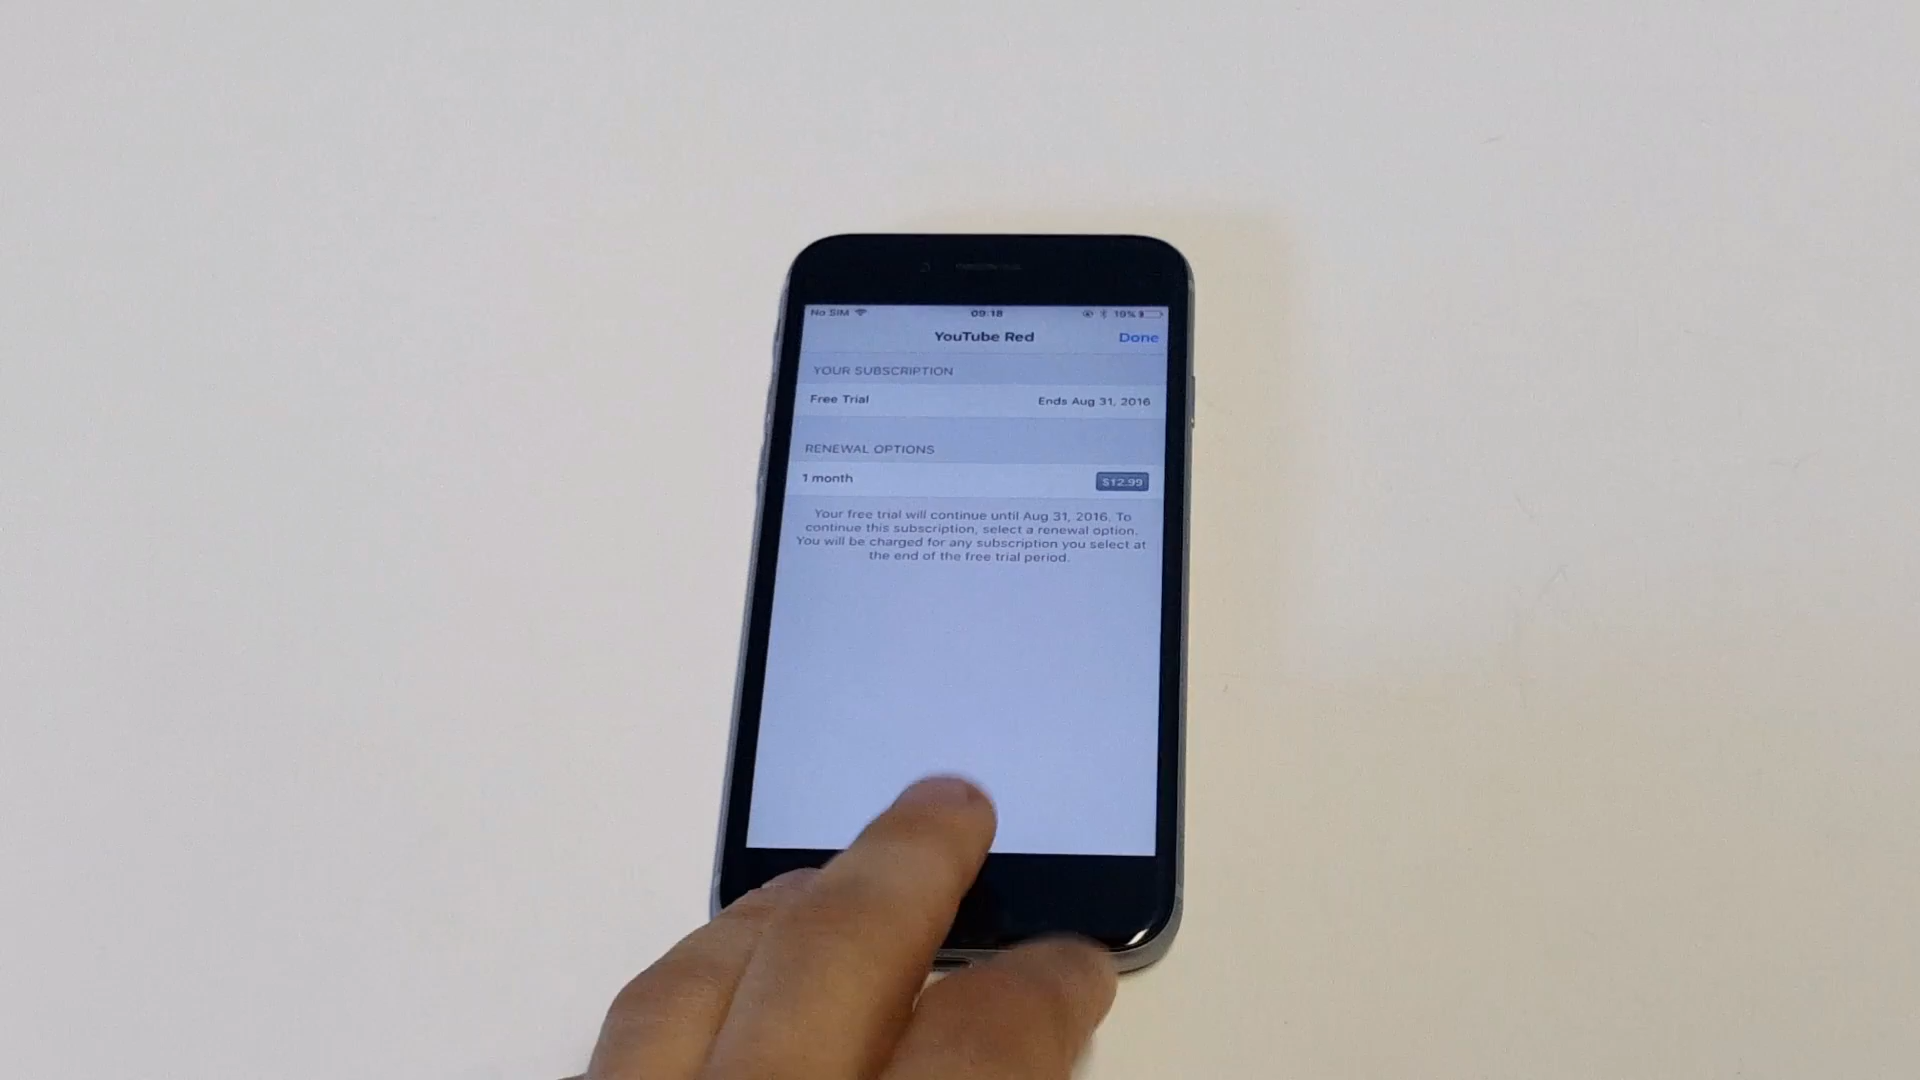 No SIM 09:18 19%
YouTube Red Done
YOUR SUBSCRIPTION
Free Trial Ends Aug 31, 2016
RENEWAL OPTIONS
1 month $12.99
Your free trial will continue until Aug 31, 2016. To
continue this subscription, select a renewal option.
You will be charged for any subscription you select at
the end of the free trial period.